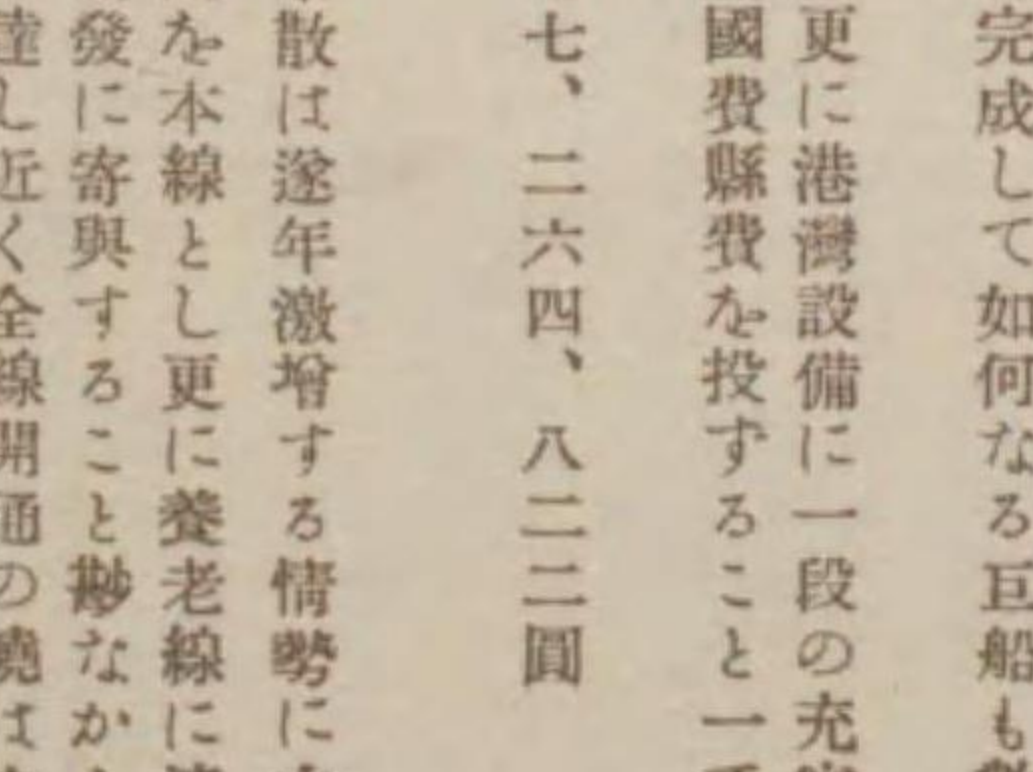 完成して如何なる巨船も
更に港灣設備に一段の充
國費縣費を投ずること一
七、二六四、八二二圓
散は逐年激增する情勢に
を本線とし更に養老線に
發に寄與すること尠なか
達し近く全線開通の曉は